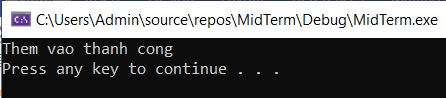 C:\Users\Admin\source\repos\MidTerm\Debug\MidTerm.exe
Them vao thanh cong
Press any key to continue . . .